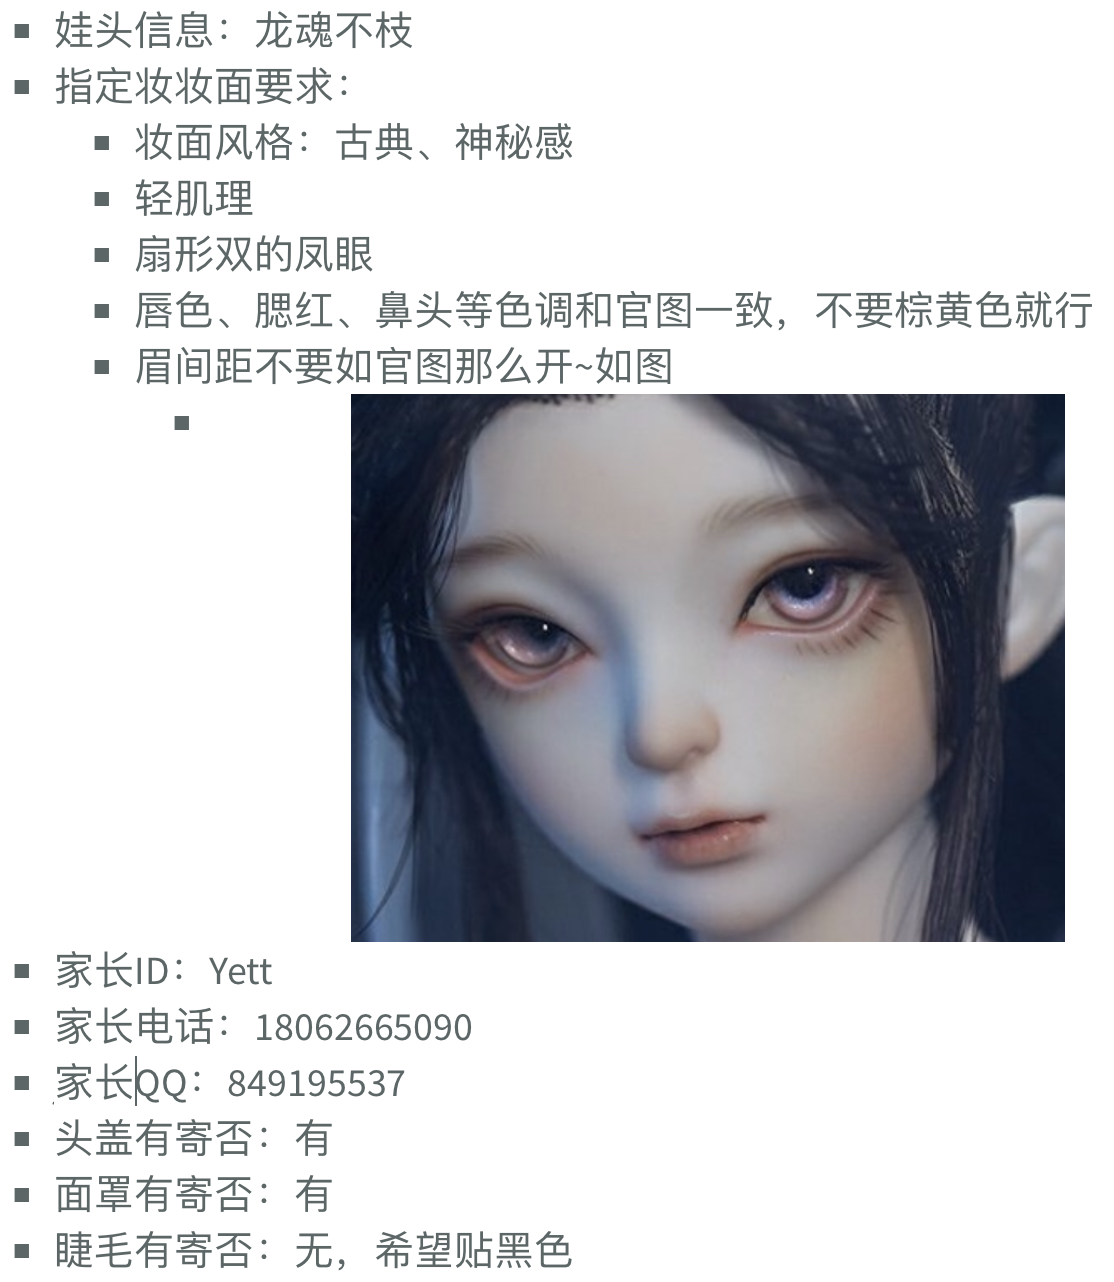 娃头信息：龙魂不枝
指定妆妆面要求：
妆面风格：古典、神秘感
轻肌理
扇形双的凤眼
唇色、腮红、鼻头等色调和官图一致，不要棕黄色就行
眉间距不要如官图那么开~如图
家长ID：Yett
家长电话：18062665090
家长QQ：849195537
头盖有寄否：有
面罩有寄否：有
睫毛有寄否：无，希望贴黑色